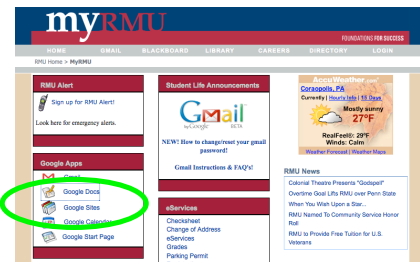 myRMU
FOUNDATIONS FOR SUCCESS
HOME GMAIL BLACKBOARD LIBRARY CAREERS DIRECTORY LOGIN
RMU Home > MyRMU
RMU Alert
Sign up for RMU Alert!
Look here for emergency alerts.
Google Apps
Gmail
Google Docs
Google Sites
Google Calendar
Google Start Page
Student Life Announcements
Gmail
by Google BETA
NEW! How to change/reset your gmail
password!
Gmail Instructions & FAQ's!
eServices
Checksheet
Change of Address
eServices
Grades
Parking Permit
AccuWeather.com
Coraopolis, PA
Currently | Hourly Info | 15 Days
Mostly sunny
27°F
RealFeel®: 29°F
Winds: Calm
Weather Forecast | Weather Maps
RMU News
Colonial Theatre Presents "Godspell"
Overtime Goal Lifts RMU over Penn State
When You Wish Upon a Star...
RMU Named To Community Service Honor
Roll
RMU to Provide Free Tuition for U.S.
Veterans